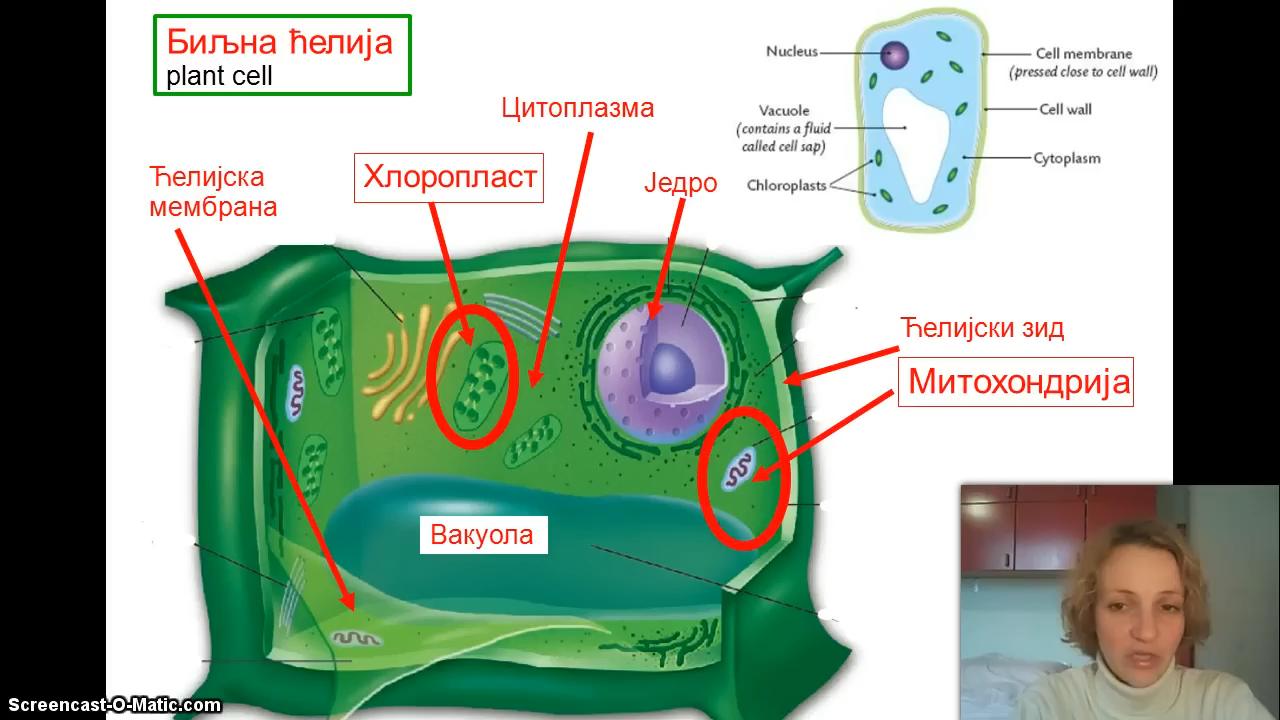 Биљна ћелија
plant cell
Цитоплазма
Хлоропласт
Ћелијска
мембрана
Једро
Nucleus
Cell membrane
(pressed close to cell wall)
Vacuole
(contains a fluid
called cell sap)
Cell wall
Cytoplasm
Chloroplasts
Ћелијски зид
Митохондрија
Вакуола
Screencast-O-Matic.com